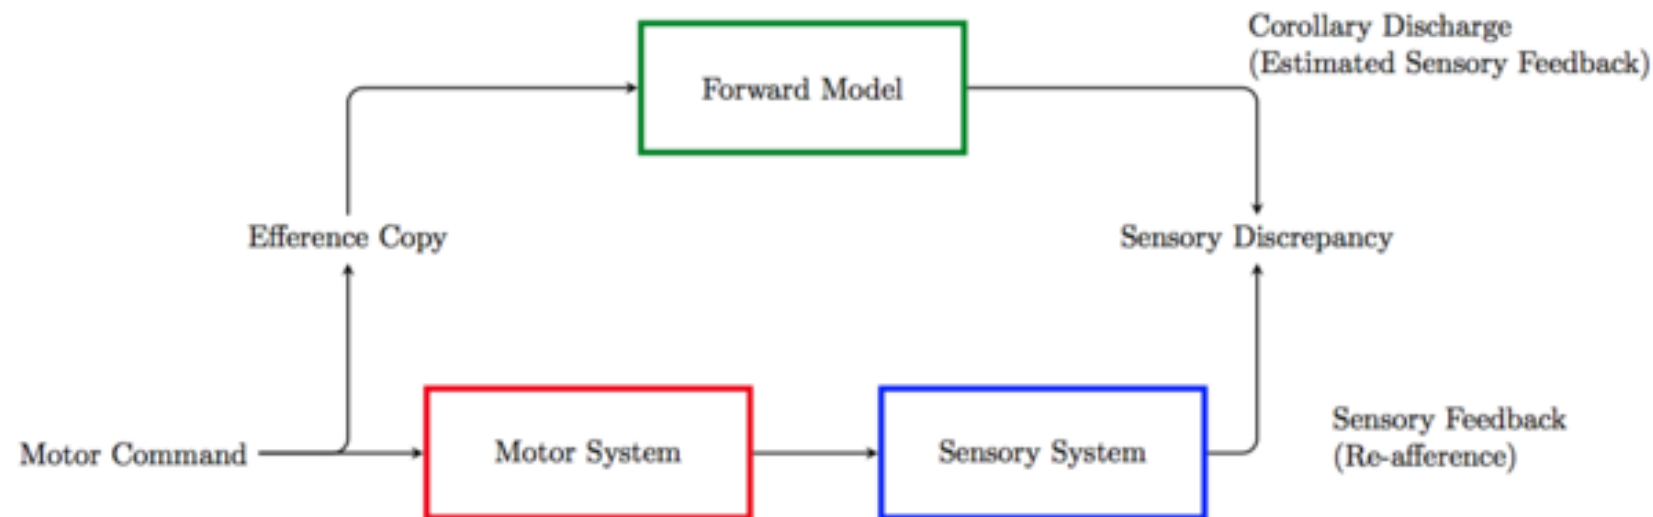 Corollary Discharge
(Estimated Sensory Feedback)
Forward Model
Efference Copy
Sensory Discrepancy
Motor Command
Motor System
Sensory System
Sensory Feedback
(Re-afference)